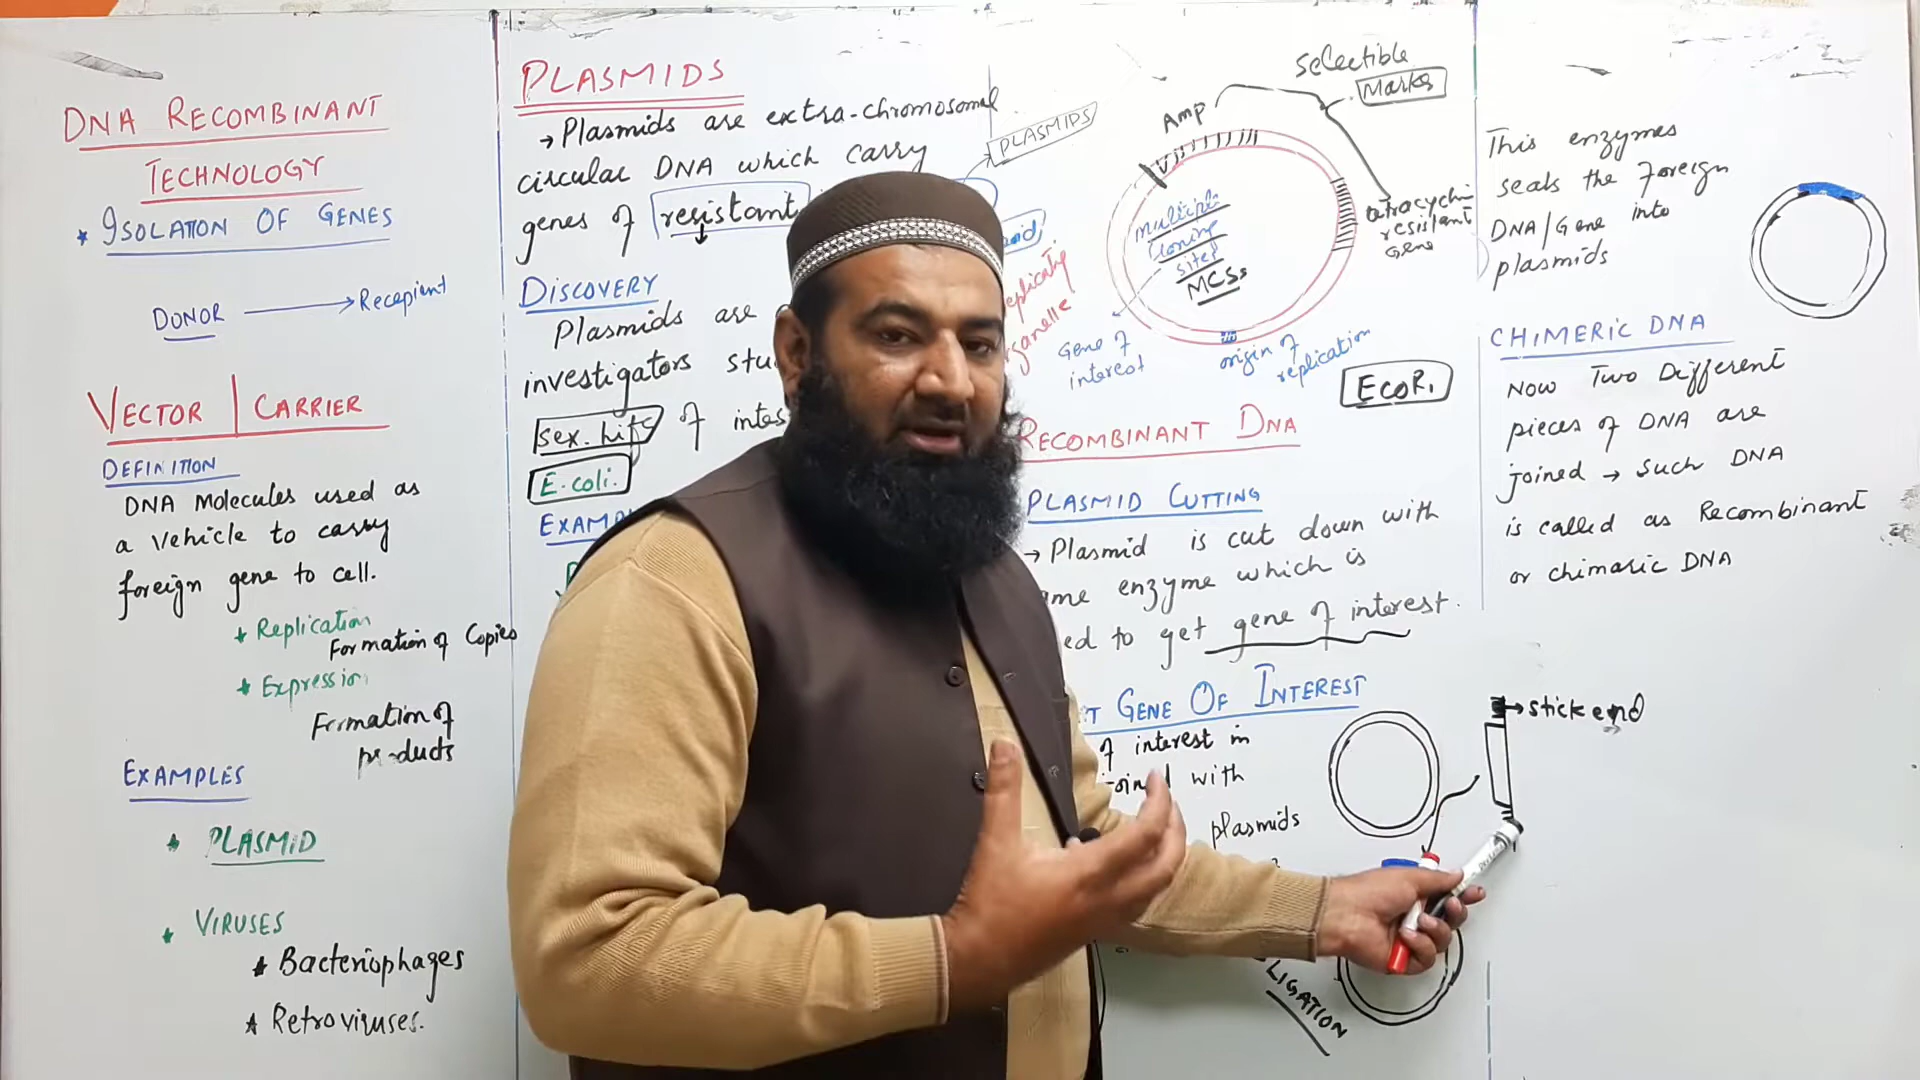 DNA RECOMBINANT
TECHNOLOGY
* ISOLATION OF GENES
DONOR → Recepient
VECTOR | CARRIER
DEFINITION
DNA Molecules used as
a vehicle to carry
foreign gene to cell.
* Replication
Formation of Copies
* Expression
Formation of
products
EXAMPLES
* PLASMID
* VIRUSES
* Bacteriophages
* Retroviruses.
PLASMIDS
→ Plasmids are extra-chromosomal
circular DNA which carry
genes of resistant
DISCOVERY
Plasmids are
investigators
of
E.coli.
PLASMIDS
Amp
selectible
Marks
multiple
cloning
sites
MCSs
resistant
Gene
Gene of
interest
origin of
replication
EcoR1
RECOMBINANT DNA
PLASMID CUTTING
→ Plasmid is cut down with
enzyme which is
to get gene of interest.
GENE OF INTEREST
of interest in
with
plasmids
LIGATION
→ stick end
This enzymes
seals the foreign
DNA/Gene into
plasmids
CHIMERIC DNA
Now Two Different
pieces of DNA are
joined → such DNA
is called as Recombinant
or chimaric DNA